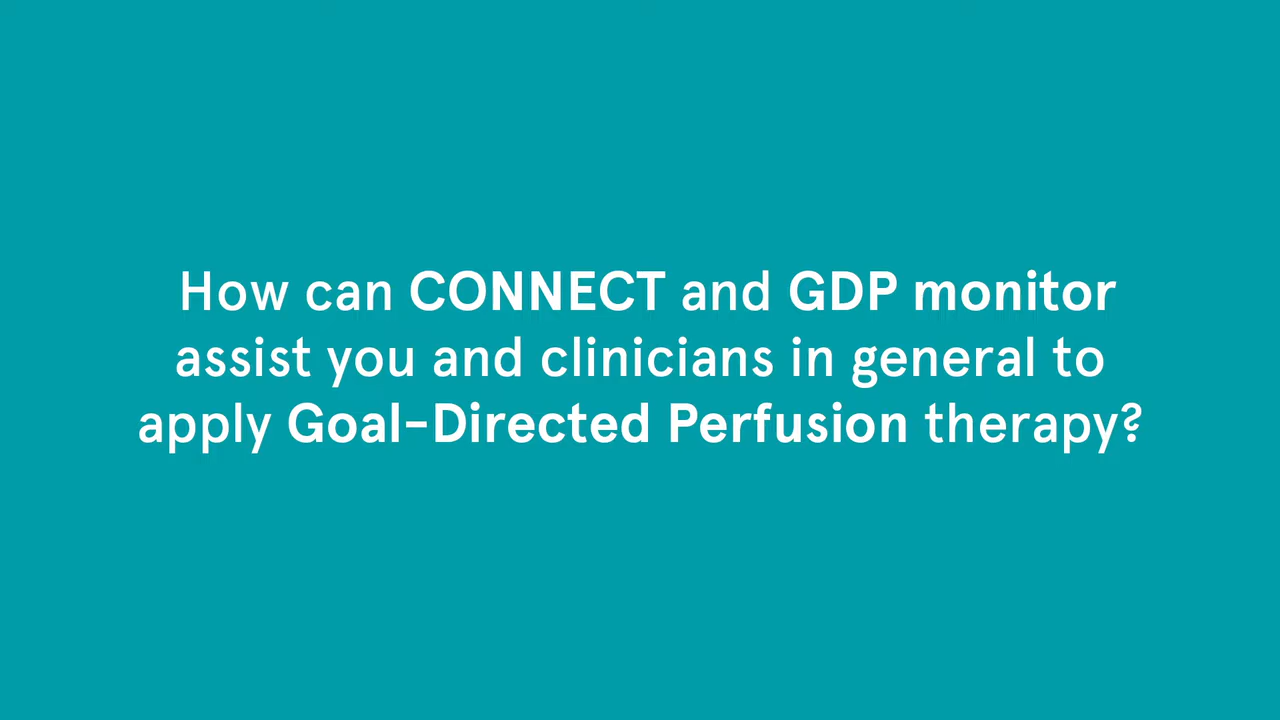 How can CONNECT and GDP monitor
assist you and clinicians in general to
apply Goal-Directed Perfusion therapy?